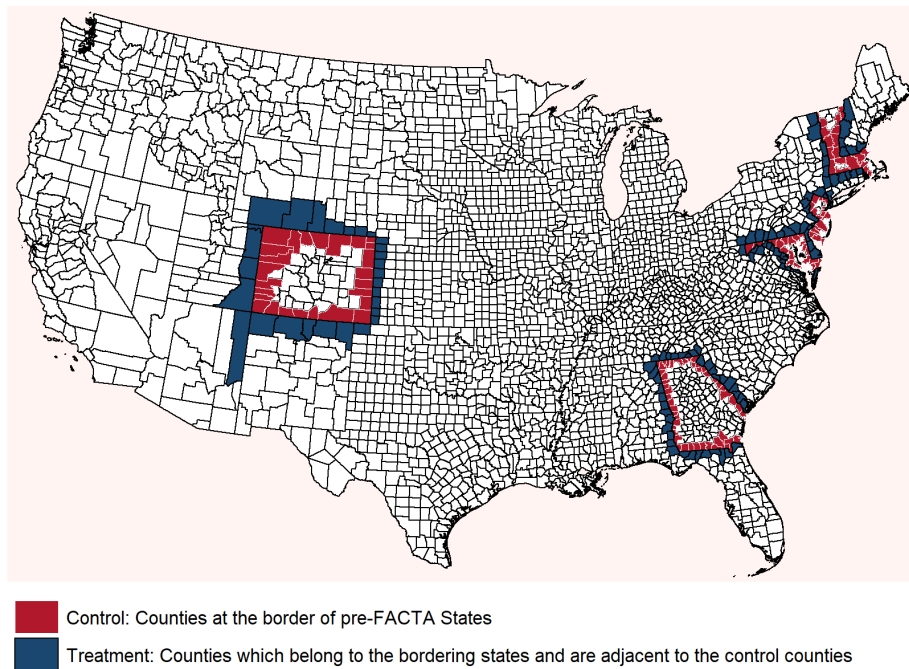 Control: Counties at the border of pre-FACTA States
Treatment: Counties which belong to the bordering states and are adjacent to the control counties